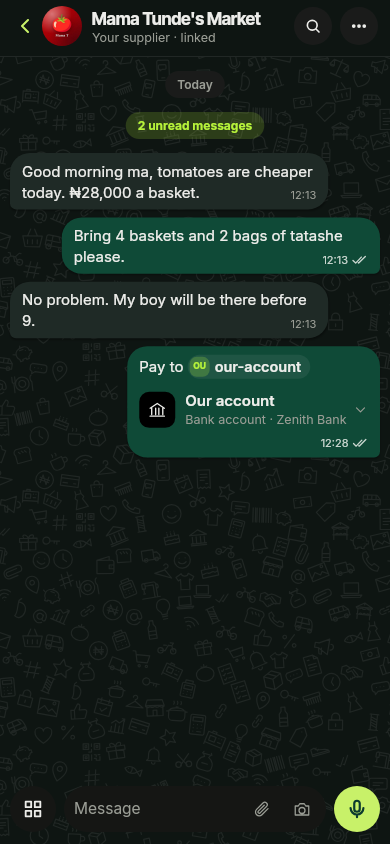 Mama Tunde's Market
Your supplier · linked
Today
2 unread messages
Good morning ma, tomatoes are cheaper
today. ₦28,000 a basket.
12:13
Bring 4 baskets and 2 bags of tatashe
please.
12:13
No problem. My boy will be there before
9.
12:13
Pay to OU our-account
Our account
Bank account · Zenith Bank
12:28
Message